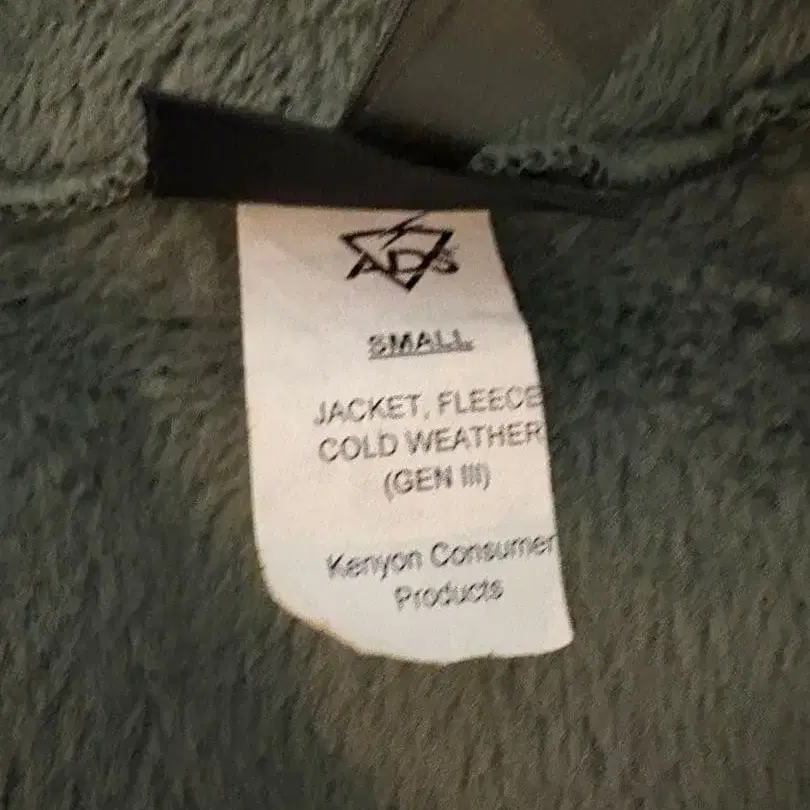 ADS
SMALL
JACKET, FLEECE
COLD WEATHER
(GEN III)
Kenyon Consumer
Products